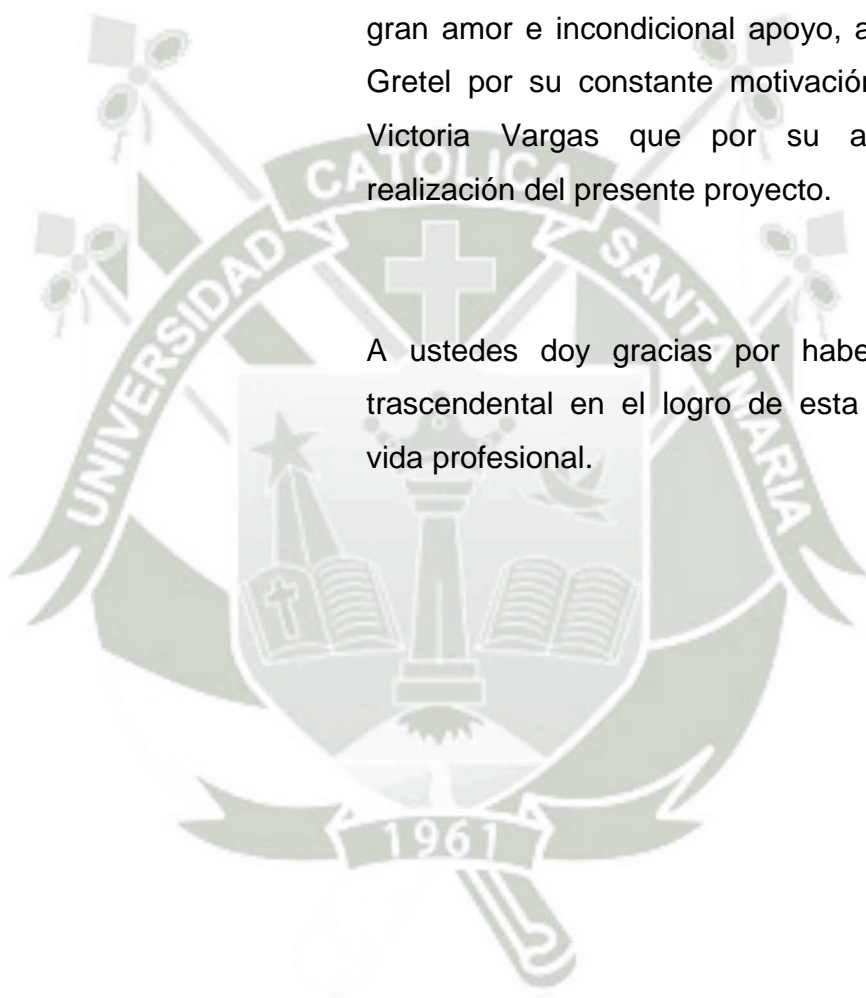 gran amor e incondicional apoyo, a
Gretel por su constante motivación
Victoria Vargas que por su a
realización del presente proyecto.
UNIVERSIDAD CATOLICA SANTA MARIA
A ustedes doy gracias por habe
trascendental en el logro de esta
vida profesional.
1961